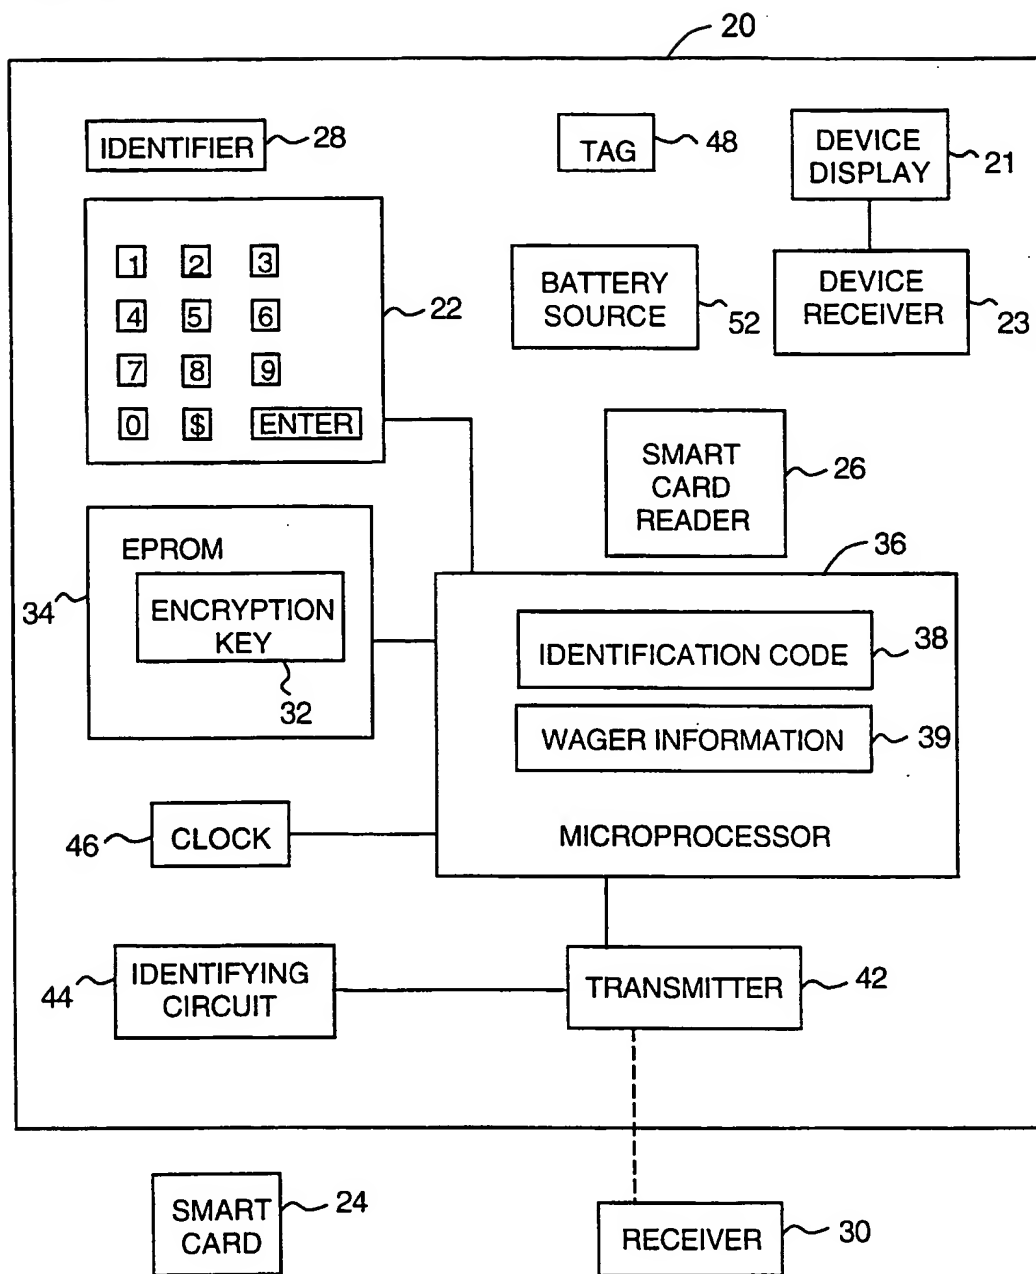 20
IDENTIFIER 28
TAG 48
DEVICE
DISPLAY 21
1 2 3
4 5 6
7 8 9
0 $ ENTER
22
BATTERY
SOURCE 52
DEVICE
RECEIVER 23
SMART
CARD
READER 26
EPROM
ENCRYPTION
KEY
34
32
36
IDENTIFICATION CODE 38
WAGER INFORMATION 39
MICROPROCESSOR
46 CLOCK
44 IDENTIFYING
CIRCUIT
TRANSMITTER 42
SMART
CARD 24
RECEIVER 30